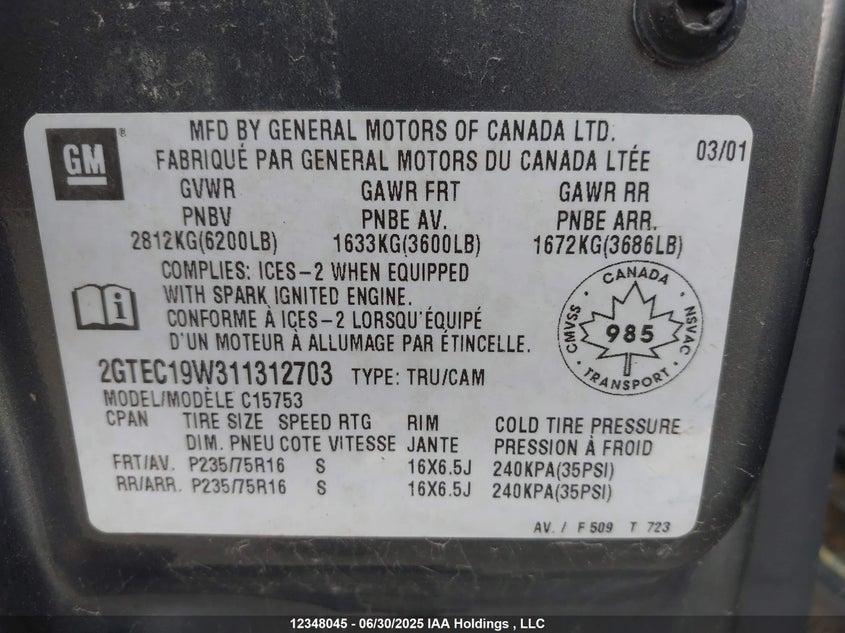 GM ®
MFD BY GENERAL MOTORS OF CANADA LTD.
FABRIQUÉ PAR GENERAL MOTORS DU CANADA LTÉE
03/01
GVWR GAWR FRT GAWR RR
PNBV PNBE AV. PNBE ARR.
2812KG(6200LB) 1633KG(3600LB) 1672KG(3686LB)
COMPLIES: ICES-2 WHEN EQUIPPED
WITH SPARK IGNITED ENGINE.
CONFORME À ICES-2 LORSQU'ÉQUIPÉ
D'UN MOTEUR À ALLUMAGE PAR ÉTINCELLE.
i
CANADA
CMVSS 985 NSVAC
TRANSPORT
2GTEC19W311312703 TYPE: TRU/CAM
MODEL/MODÈLE C15753
CPAN TIRE SIZE SPEED RTG RIM COLD TIRE PRESSURE
DIM. PNEU COTE VITESSE JANTE PRESSION À FROID
FRT/AV. P235/75R16 S 16X6.5J 240KPA(35PSI)
RR/ARR. P235/75R16 S 16X6.5J 240KPA(35PSI)
AV. / F 509 T 723
12348045 - 06/30/2025 IAA Holdings , LLC